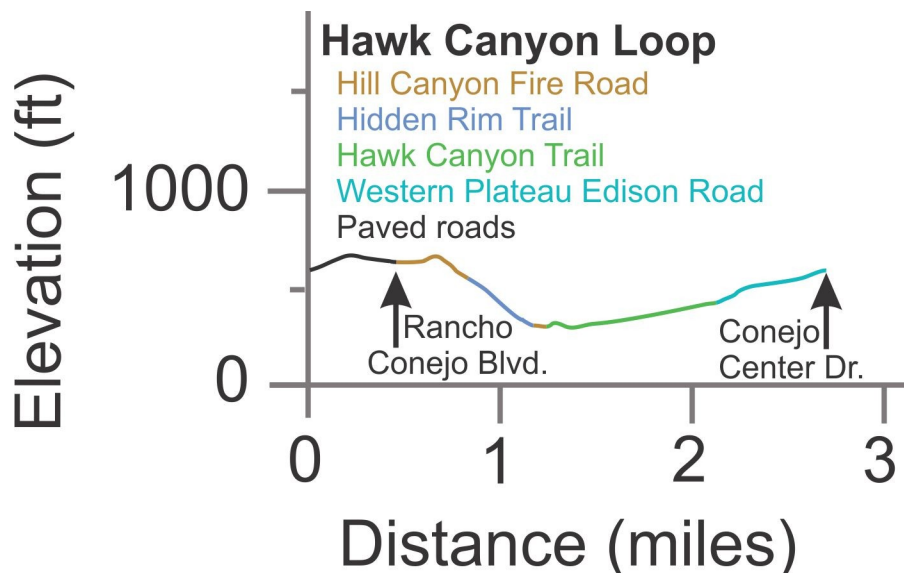 Hawk Canyon Loop
Hill Canyon Fire Road
Hidden Rim Trail
Hawk Canyon Trail
Western Plateau Edison Road
Paved roads
Elevation (ft)
1000
0
Rancho
Conejo Blvd.
Conejo
Center Dr.
0 1 2 3
Distance (miles)